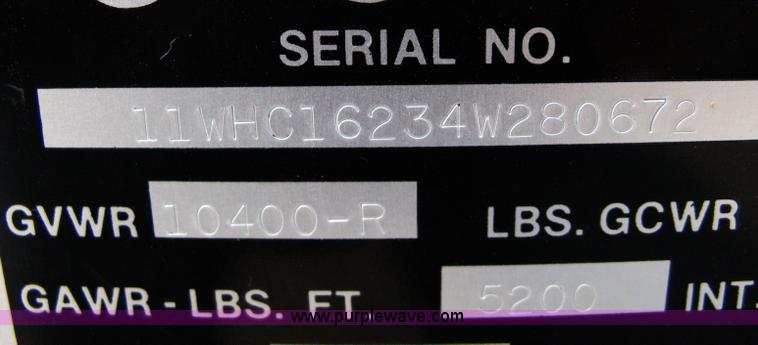 SERIAL NO.
11WHC16234W280672
GVWR 10400-R LBS. GCWR
GAWR - LBS. FT. 5200 INT.
www.purplewave.com